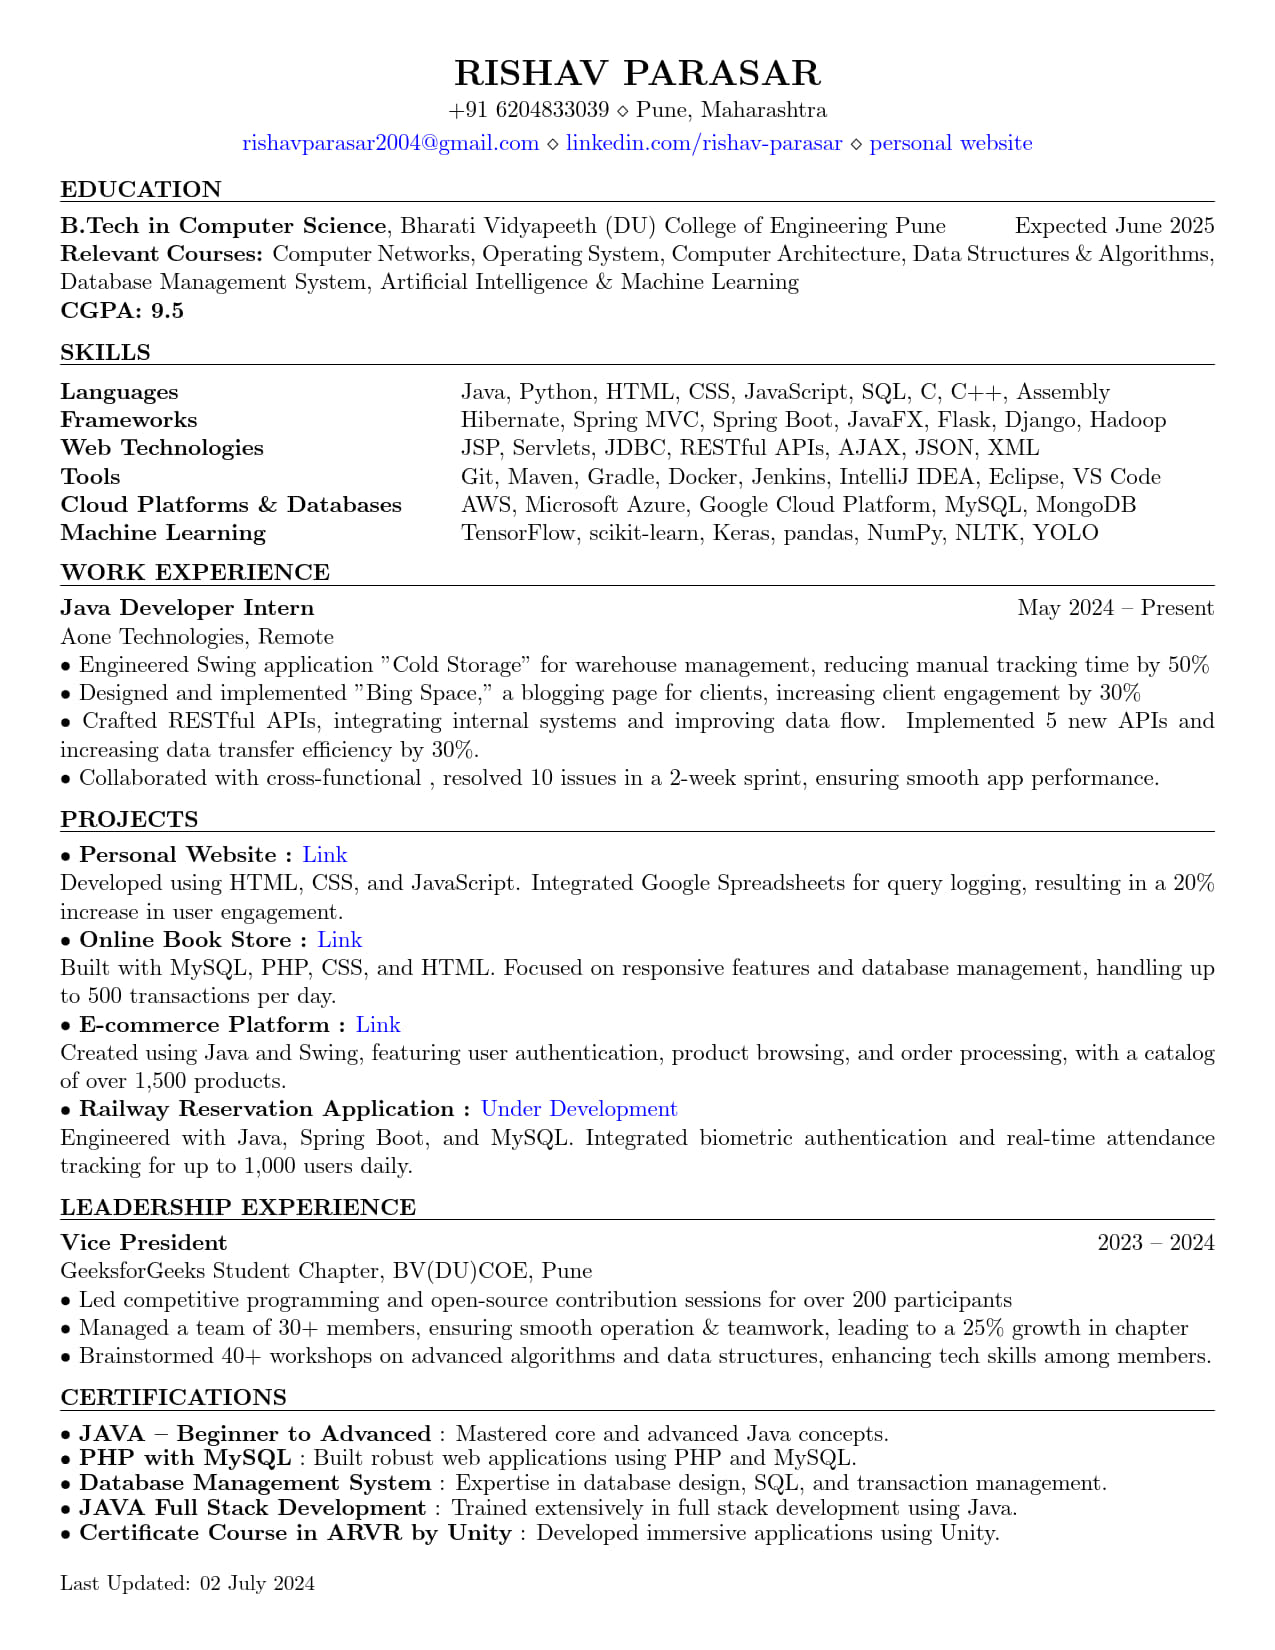 RISHAV PARASAR
+91 6204833039 ⋄ Pune, Maharashtra
rishavparasar2004@gmail.com ⋄ linkedin.com/rishav-parasar ⋄ personal website
EDUCATION
B.Tech in Computer Science, Bharati Vidyapeeth (DU) College of Engineering Pune Expected June 2025
Relevant Courses: Computer Networks, Operating System, Computer Architecture, Data Structures & Algorithms,
Database Management System, Artificial Intelligence & Machine Learning
CGPA: 9.5
SKILLS
Languages Java, Python, HTML, CSS, JavaScript, SQL, C, C++, Assembly
Frameworks Hibernate, Spring MVC, Spring Boot, JavaFX, Flask, Django, Hadoop
Web Technologies JSP, Servlets, JDBC, RESTful APIs, AJAX, JSON, XML
Tools Git, Maven, Gradle, Docker, Jenkins, IntelliJ IDEA, Eclipse, VS Code
Cloud Platforms & Databases AWS, Microsoft Azure, Google Cloud Platform, MySQL, MongoDB
Machine Learning TensorFlow, scikit-learn, Keras, pandas, NumPy, NLTK, YOLO
WORK EXPERIENCE
Java Developer Intern May 2024 – Present
Aone Technologies, Remote
• Engineered Swing application ”Cold Storage” for warehouse management, reducing manual tracking time by 50%
• Designed and implemented ”Bing Space,” a blogging page for clients, increasing client engagement by 30%
• Crafted RESTful APIs, integrating internal systems and improving data flow. Implemented 5 new APIs and
increasing data transfer efficiency by 30%.
• Collaborated with cross-functional , resolved 10 issues in a 2-week sprint, ensuring smooth app performance.
PROJECTS
• Personal Website : Link
Developed using HTML, CSS, and JavaScript. Integrated Google Spreadsheets for query logging, resulting in a 20%
increase in user engagement.
• Online Book Store : Link
Built with MySQL, PHP, CSS, and HTML. Focused on responsive features and database management, handling up
to 500 transactions per day.
• E-commerce Platform : Link
Created using Java and Swing, featuring user authentication, product browsing, and order processing, with a catalog
of over 1,500 products.
• Railway Reservation Application : Under Development
Engineered with Java, Spring Boot, and MySQL. Integrated biometric authentication and real-time attendance
tracking for up to 1,000 users daily.
LEADERSHIP EXPERIENCE
Vice President 2023 – 2024
GeeksforGeeks Student Chapter, BV(DU)COE, Pune
• Led competitive programming and open-source contribution sessions for over 200 participants
• Managed a team of 30+ members, ensuring smooth operation & teamwork, leading to a 25% growth in chapter
• Brainstormed 40+ workshops on advanced algorithms and data structures, enhancing tech skills among members.
CERTIFICATIONS
• JAVA – Beginner to Advanced : Mastered core and advanced Java concepts.
• PHP with MySQL : Built robust web applications using PHP and MySQL.
• Database Management System : Expertise in database design, SQL, and transaction management.
• JAVA Full Stack Development : Trained extensively in full stack development using Java.
• Certificate Course in ARVR by Unity : Developed immersive applications using Unity.
Last Updated: 02 July 2024